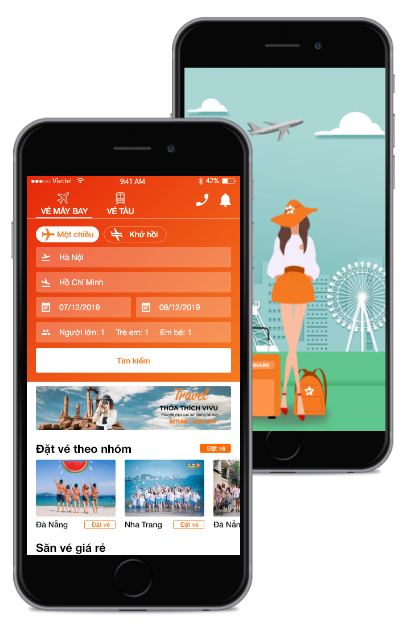 Viettel
9:41 AM
42%
VÉ MÁY BAY
VÉ TÀU
Một chiều
Khứ hồi
Hà Nội
Hồ Chí Minh
07/12/2019
08/12/2019
Người lớn: 1 Trẻ em: 1 Em bé: 1
Tìm kiếm
Travel
THỎA THÍCH VIVU
Đặt vé theo nhóm
Đặt vé
Đà Nẵng
Đặt vé
Nha Trang
Đặt vé
Đà Nẵn
Săn vé giá rẻ